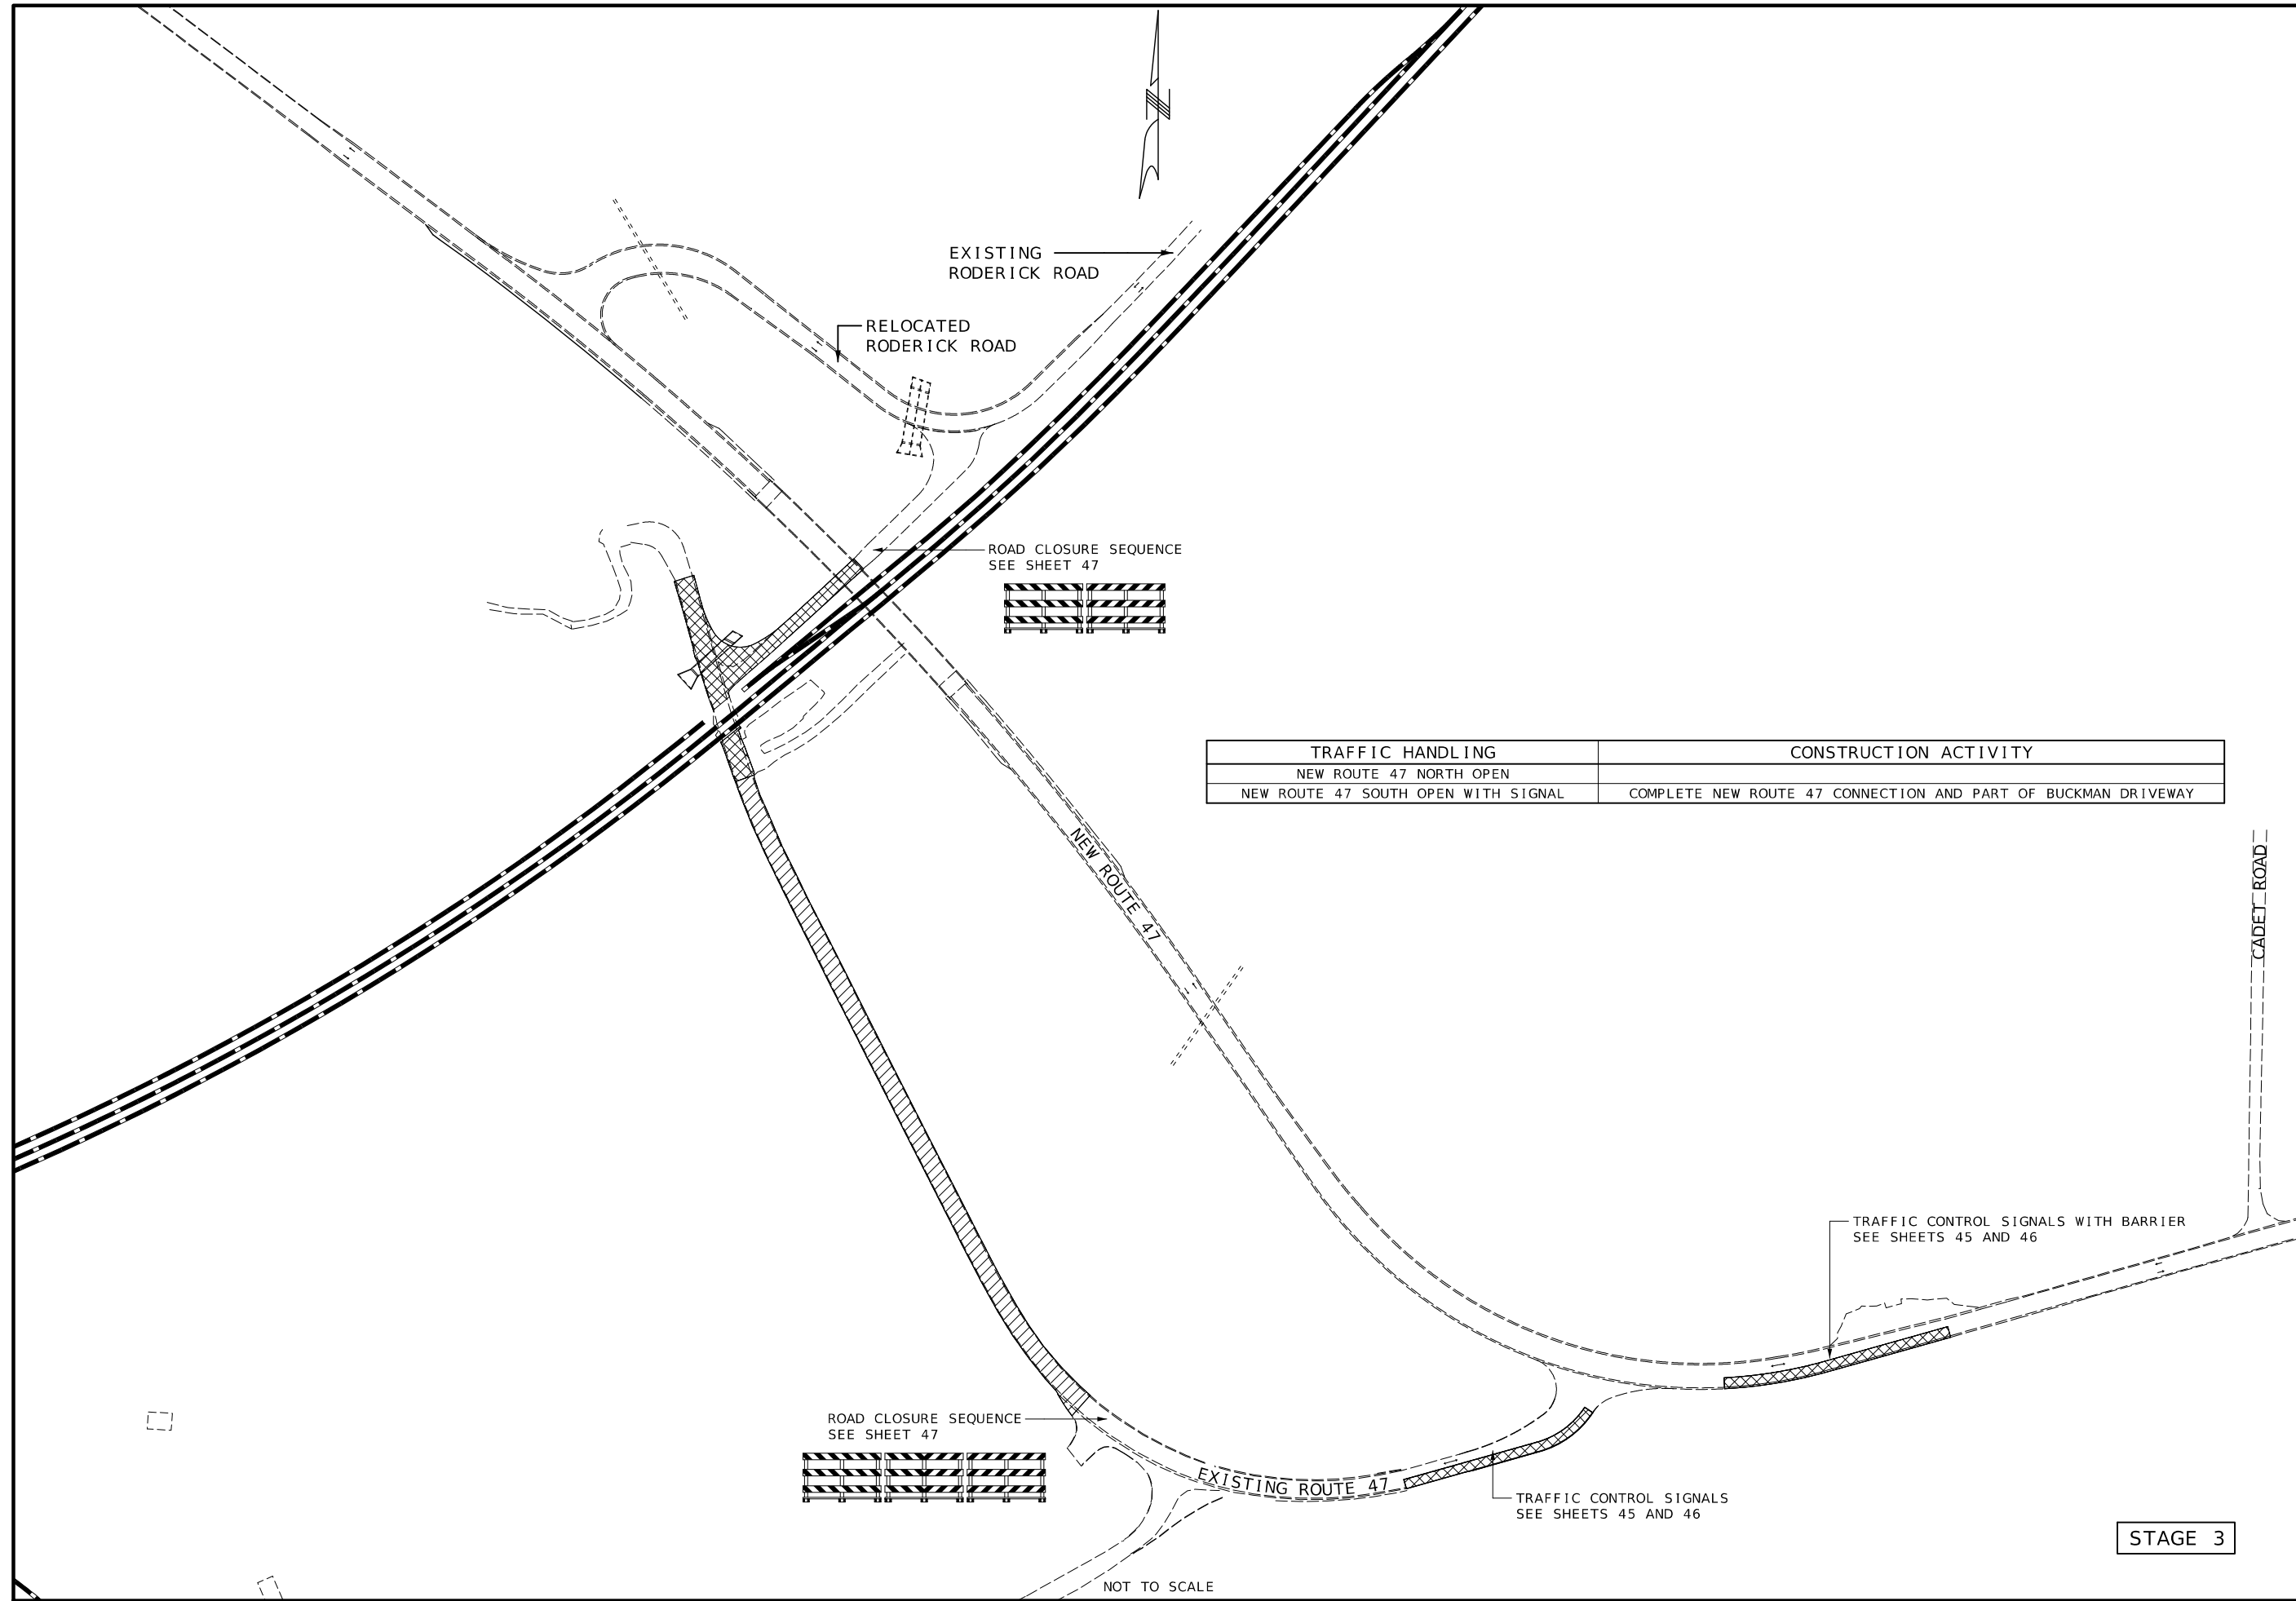 N
EXISTING
RODERICK ROAD
RELOCATED
RODERICK ROAD
ROAD CLOSURE SEQUENCE
SEE SHEET 47
TRAFFIC HANDLING
CONSTRUCTION ACTIVITY
NEW ROUTE 47 NORTH OPEN
NEW ROUTE 47 SOUTH OPEN WITH SIGNAL
COMPLETE NEW ROUTE 47 CONNECTION AND PART OF BUCKMAN DRIVEWAY
NEW ROUTE 47
CADET ROAD
TRAFFIC CONTROL SIGNALS WITH BARRIER
SEE SHEETS 45 AND 46
ROAD CLOSURE SEQUENCE
SEE SHEET 47
EXISTING ROUTE 47
TRAFFIC CONTROL SIGNALS
SEE SHEETS 45 AND 46
STAGE 3
NOT TO SCALE